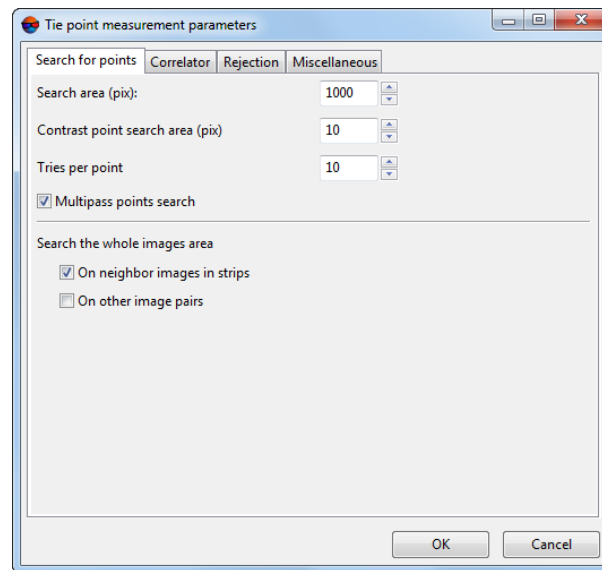 Tie point measurement parameters
Search for points Correlator Rejection Miscellaneous
Search area (pix): 1000
Contrast point search area (pix) 10
Tries per point 10
Multipass points search
Search the whole images area
On neighbor images in strips
On other image pairs
OK Cancel